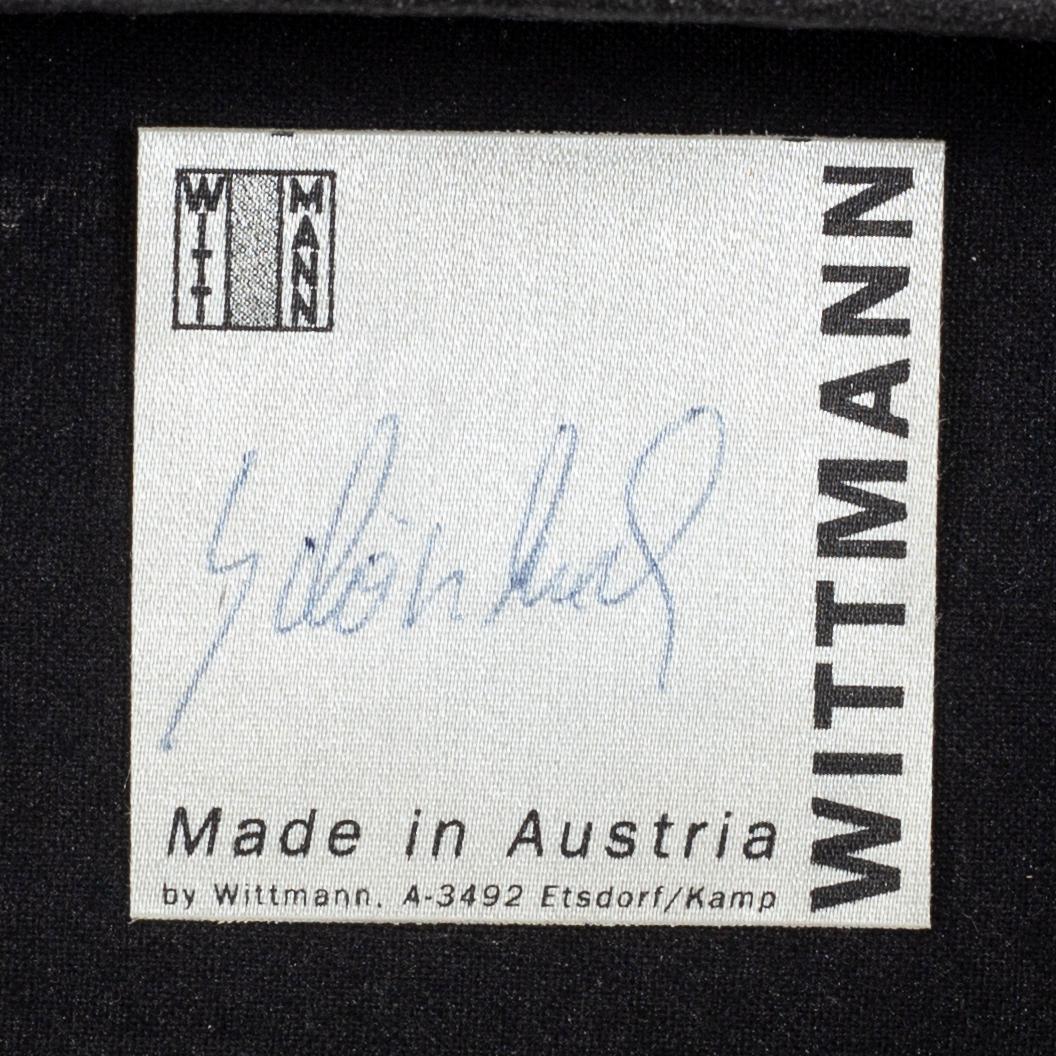 WITT MANN
WITTMANN
Made in Austria
by Wittmann, A-3492 Etsdorf/Kamp